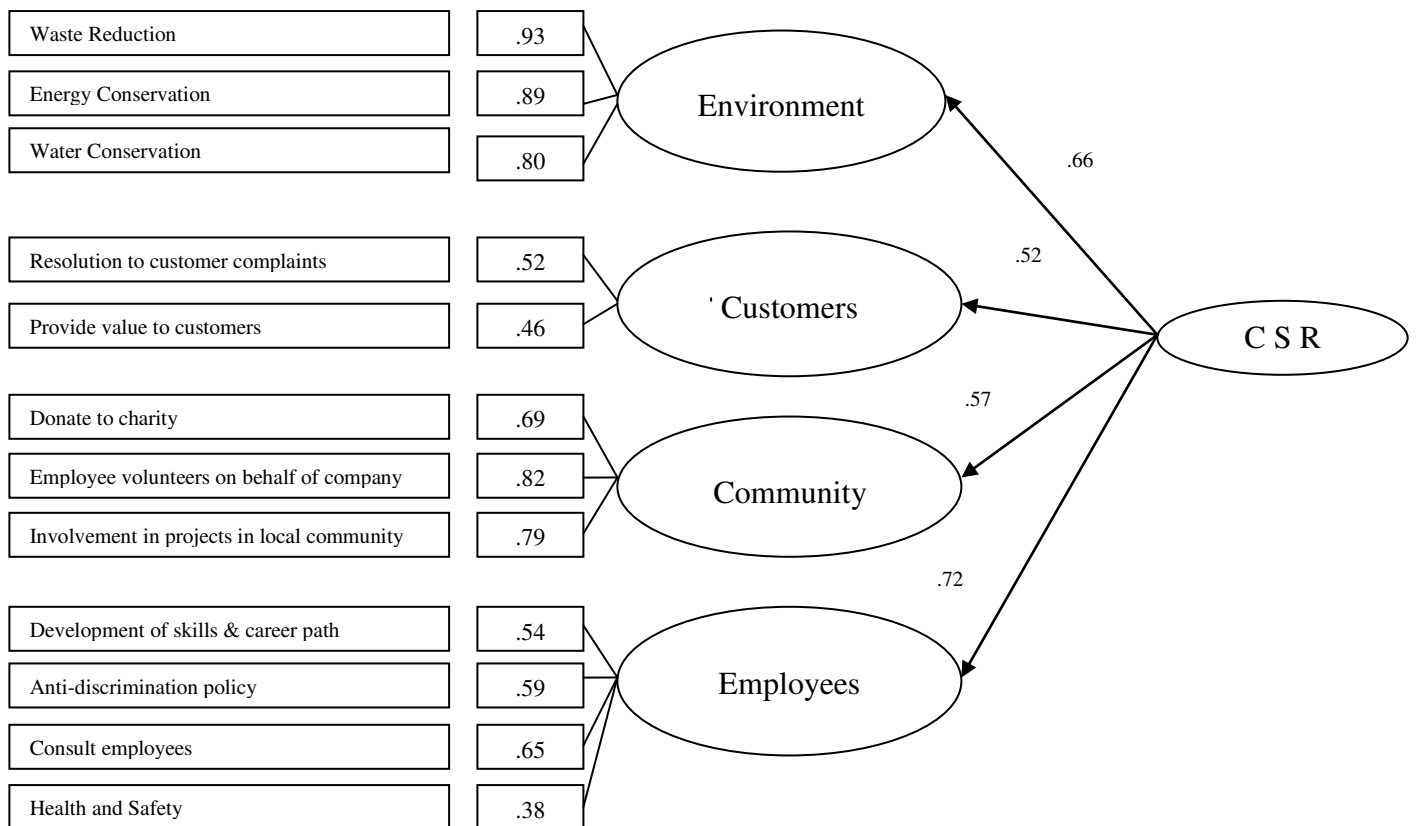 Waste Reduction
.93
Energy Conservation
.89
Water Conservation
.80
Environment
.66
Resolution to customer complaints
.52
Provide value to customers
.46
' Customers
.52
C S R
Donate to charity
.69
Employee volunteers on behalf of company
.82
Involvement in projects in local community
.79
Community
.57
Development of skills & career path
.54
Anti-discrimination policy
.59
Consult employees
.65
Health and Safety
.38
Employees
.72